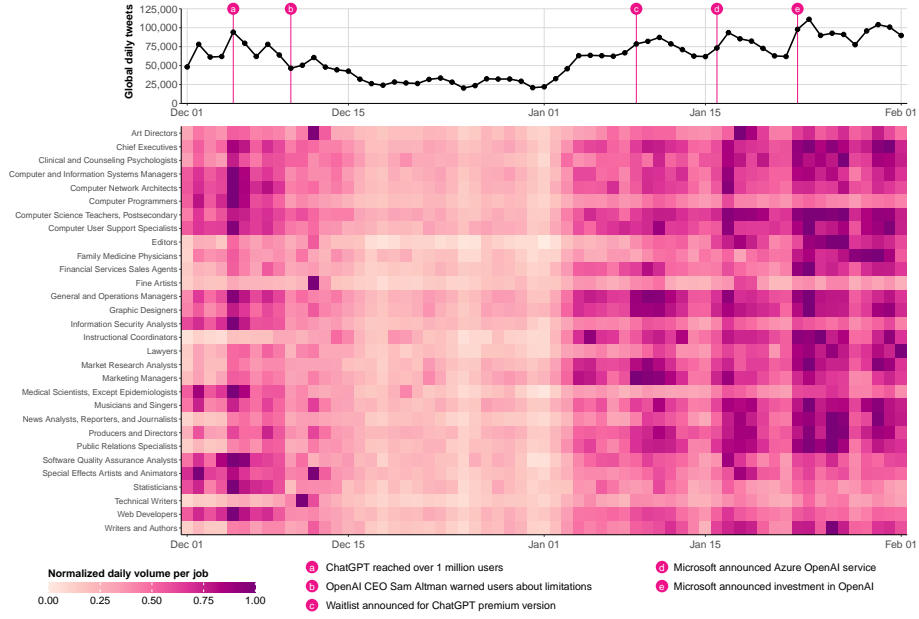 a b c d e
Global daily tweets
125,000
100,000
75,000
50,000
25,000
0
Dec 01 Dec 15 Jan 01 Jan 15 Feb 01
Art Directors
Chief Executives
Clinical and Counseling Psychologists
Computer and Information Systems Managers
Computer Network Architects
Computer Programmers
Computer Science Teachers, Postsecondary
Computer User Support Specialists
Editors
Family Medicine Physicians
Financial Services Sales Agents
Fine Artists
General and Operations Managers
Graphic Designers
Information Security Analysts
Instructional Coordinators
Lawyers
Market Research Analysts
Marketing Managers
Medical Scientists, Except Epidemiologists
Musicians and Singers
News Analysts, Reporters, and Journalists
Producers and Directors
Public Relations Specialists
Software Quality Assurance Analysts
Special Effects Artists and Animators
Statisticians
Technical Writers
Web Developers
Writers and Authors
Dec 01 Dec 15 Jan 01 Jan 15 Feb 01
Normalized daily volume per job
0.00 0.25 0.50 0.75 1.00
a ChatGPT reached over 1 million users
b OpenAI CEO Sam Altman warned users about limitations
c Waitlist announced for ChatGPT premium version
d Microsoft announced Azure OpenAI service
e Microsoft announced investment in OpenAI